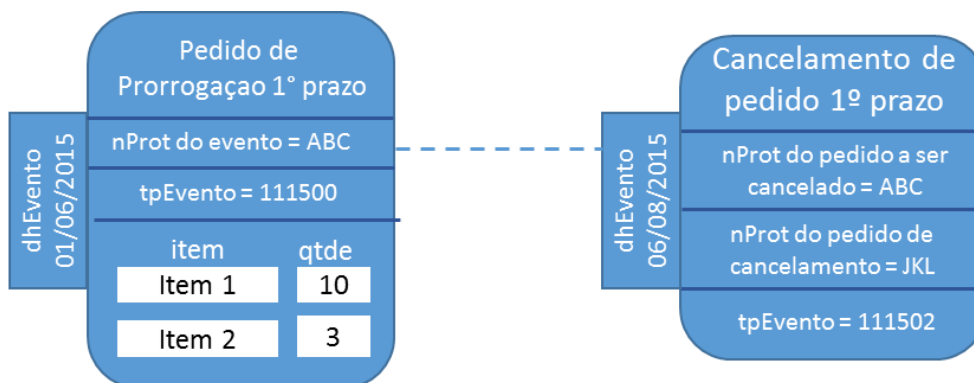 dhEvento
01/06/2015
Pedido de
Prorrogaçao 1° prazo
nProt do evento = ABC
tpEvento = 111500
item qtde
Item 1 10
Item 2 3
dhEvento
06/08/2015
Cancelamento de
pedido 1º prazo
nProt do pedido a ser
cancelado = ABC
nProt do pedido de
cancelamento = JKL
tpEvento = 111502